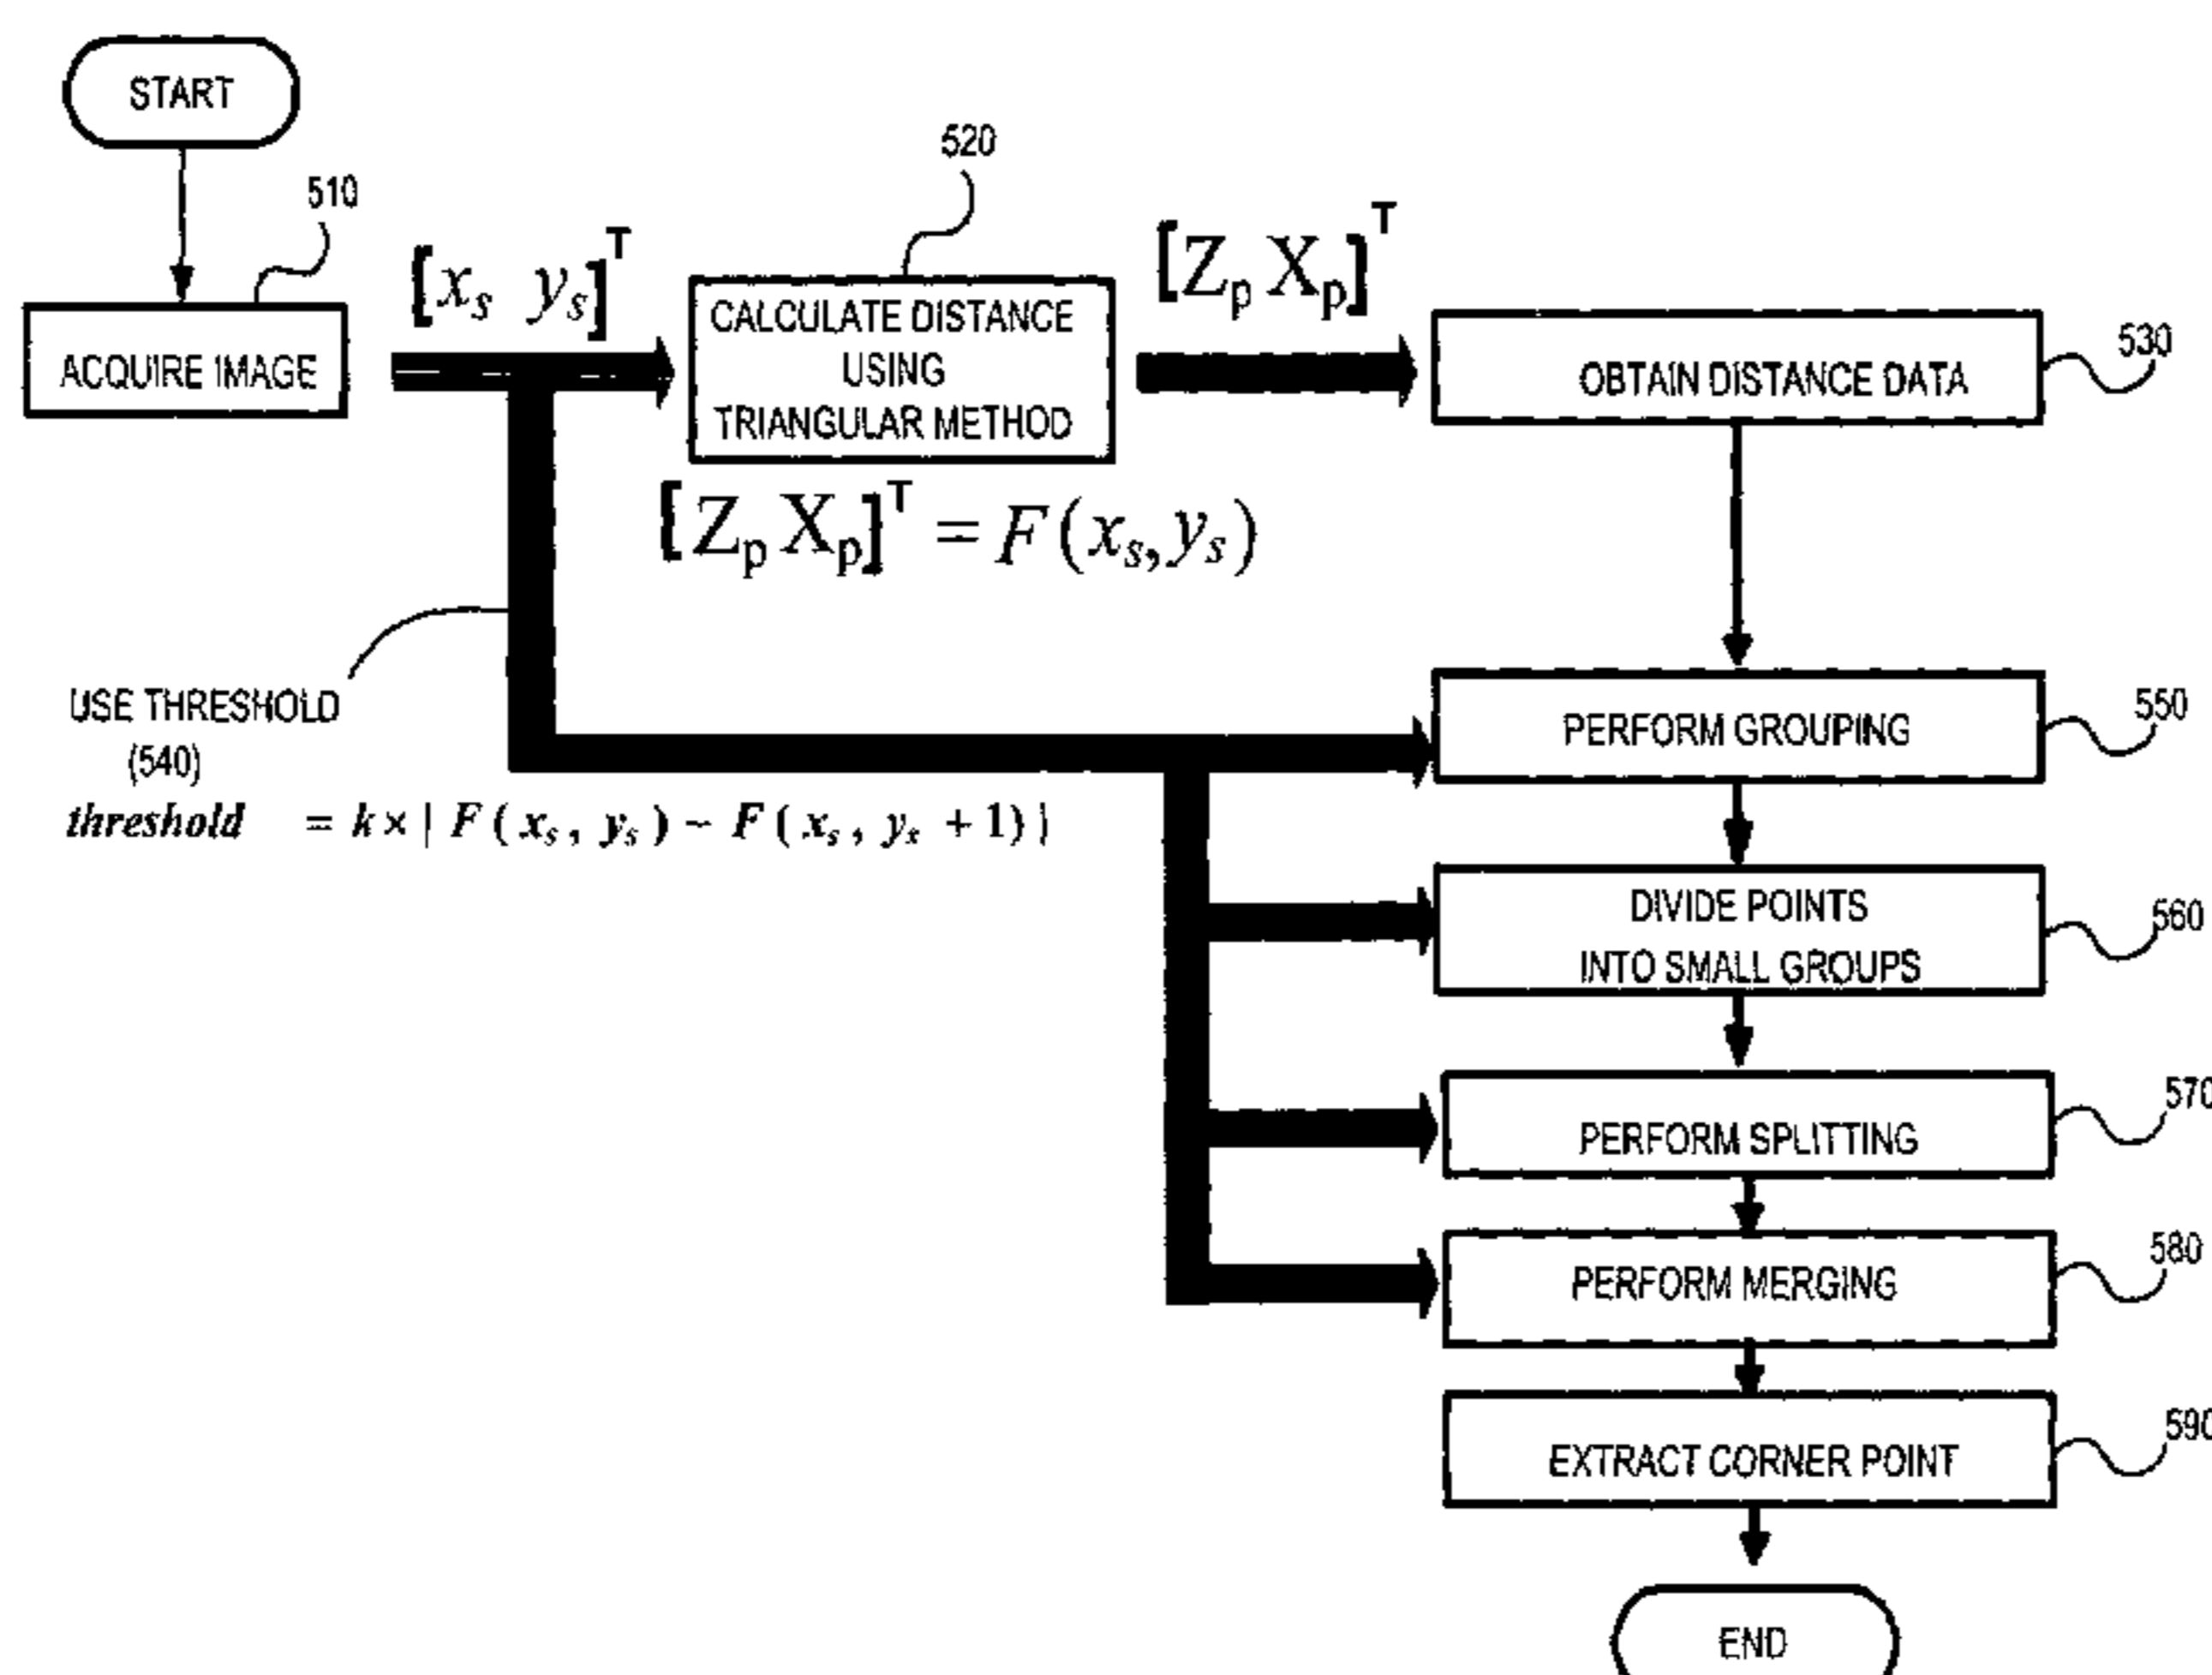 START
510
ACQUIRE IMAGE
[x_s y_s]^T
520
CALCULATE DISTANCE
USING
TRIANGULAR METHOD
[Z_p X_p]^T = F(x_s, y_s)
[Z_p X_p]^T
OBTAIN DISTANCE DATA
530
USE THRESHOLD
(540)
threshold = k × | F ( x_s , y_s ) − F ( x_s , y_s + 1) |
PERFORM GROUPING
550
DIVIDE POINTS
INTO SMALL GROUPS
560
PERFORM SPLITTING
570
PERFORM MERGING
580
EXTRACT CORNER POINT
590
END